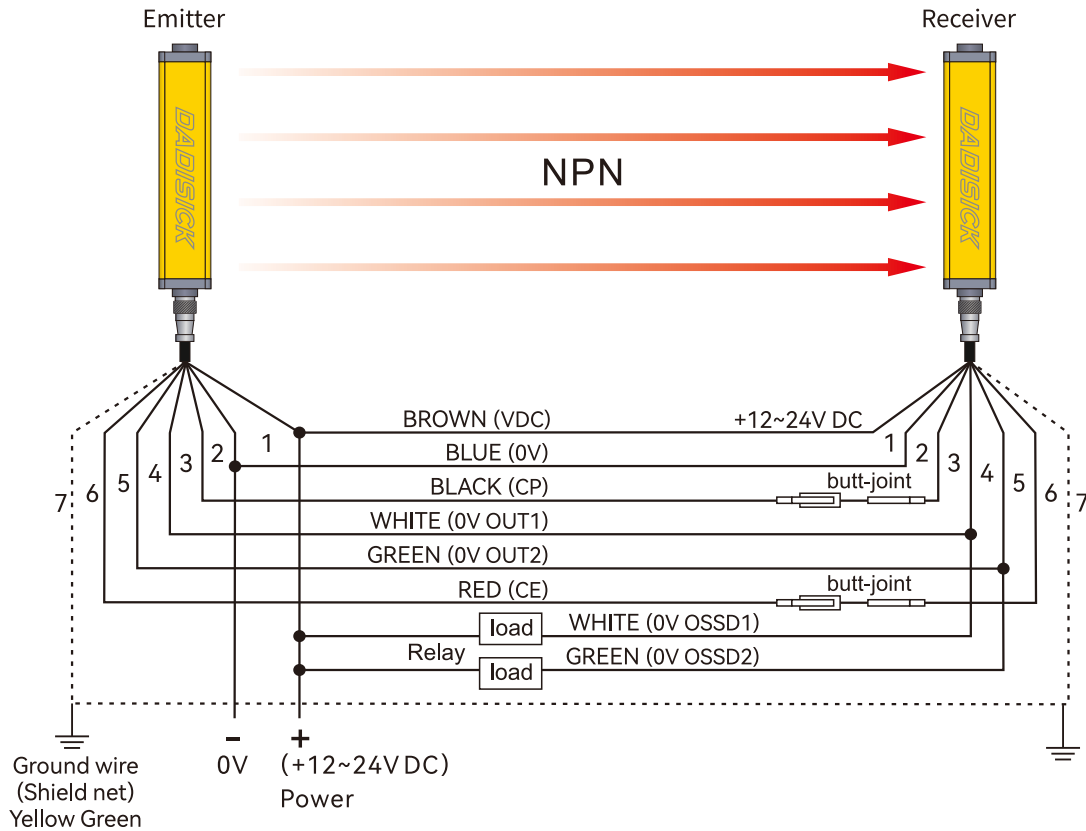 Emitter
Receiver
DADISICK
DADISICK
NPN
BROWN (VDC)
+12~24V DC
BLUE (0V)
BLACK (CP)
butt-joint
WHITE (0V OUT1)
GREEN (0V OUT2)
RED (CE)
butt-joint
load
WHITE (0V OSSD1)
Relay
load
GREEN (0V OSSD2)
7 6 5 4 3 2 1
1 2 3 4 5 6 7
- +
0V
(+12~24V DC)
Power
Ground wire
(Shield net)
Yellow Green